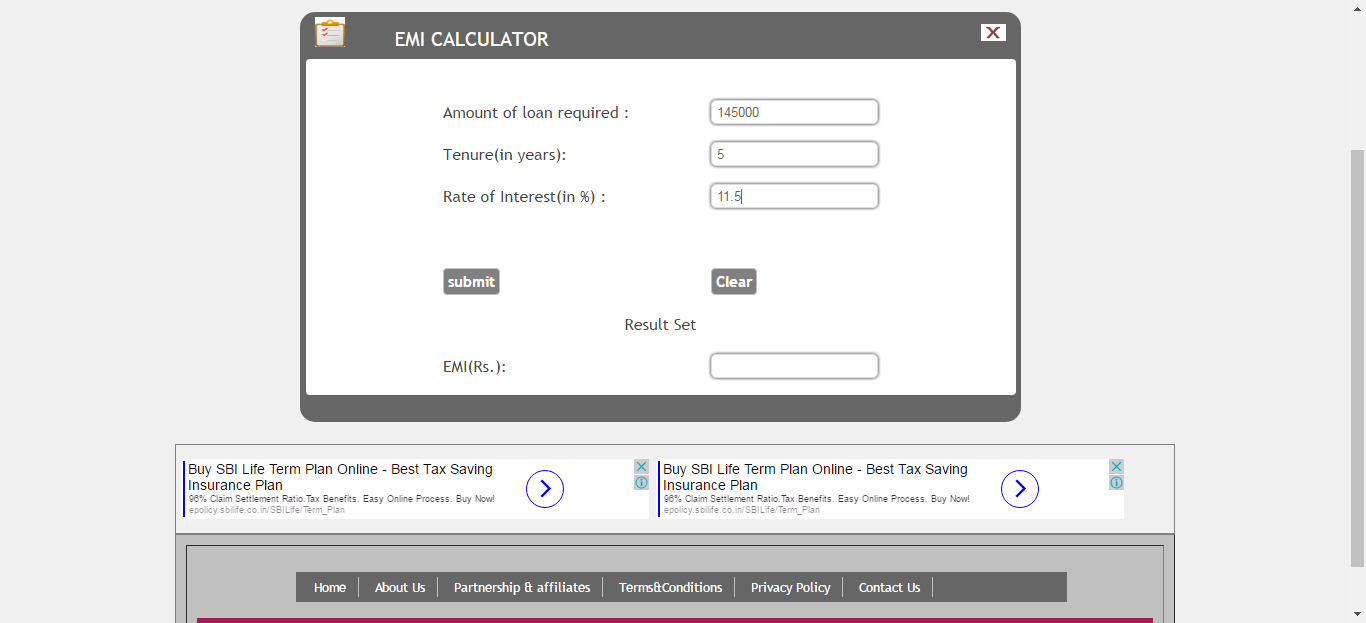 EMI CALCULATOR
X
Amount of loan required :
145000
Tenure(in years):
5
Rate of Interest(in %) :
11.5
submit
Clear
Result Set
EMI(Rs.):
Buy SBI Life Term Plan Online - Best Tax Saving
Insurance Plan
96% Claim Settlement Ratio.Tax Benefits. Easy Online Process. Buy Now!
epolicy.sbilife.co.in/SBILife/Term_Plan
Buy SBI Life Term Plan Online - Best Tax Saving
Insurance Plan
96% Claim Settlement Ratio.Tax Benefits. Easy Online Process. Buy Now!
epolicy.sbilife.co.in/SBILife/Term_Plan
Home About Us Partnership & affiliates Terms&Conditions Privacy Policy Contact Us